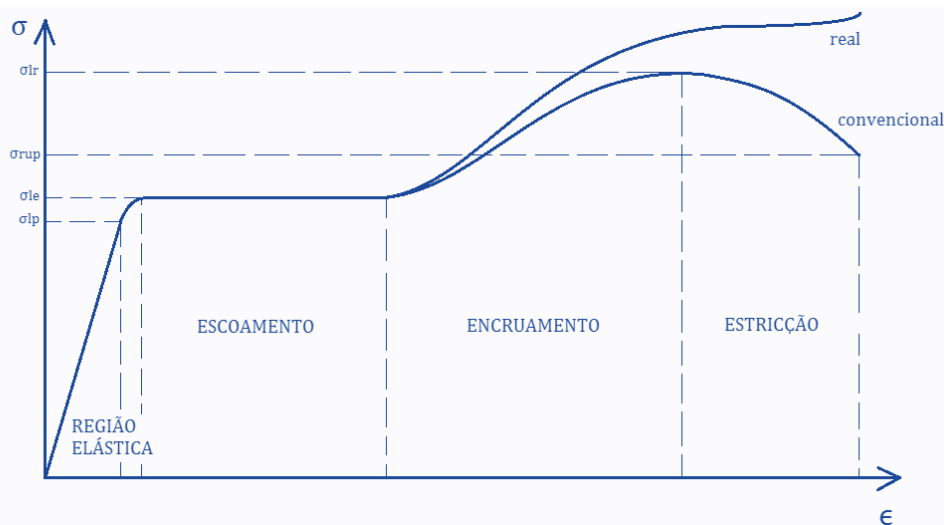 σ
real
σlr
convencional
σrup
σle
σlp
ESCOAMENTO
ENCRUAMENTO
ESTRICÇÃO
REGIÃO
ELÁSTICA
ϵ